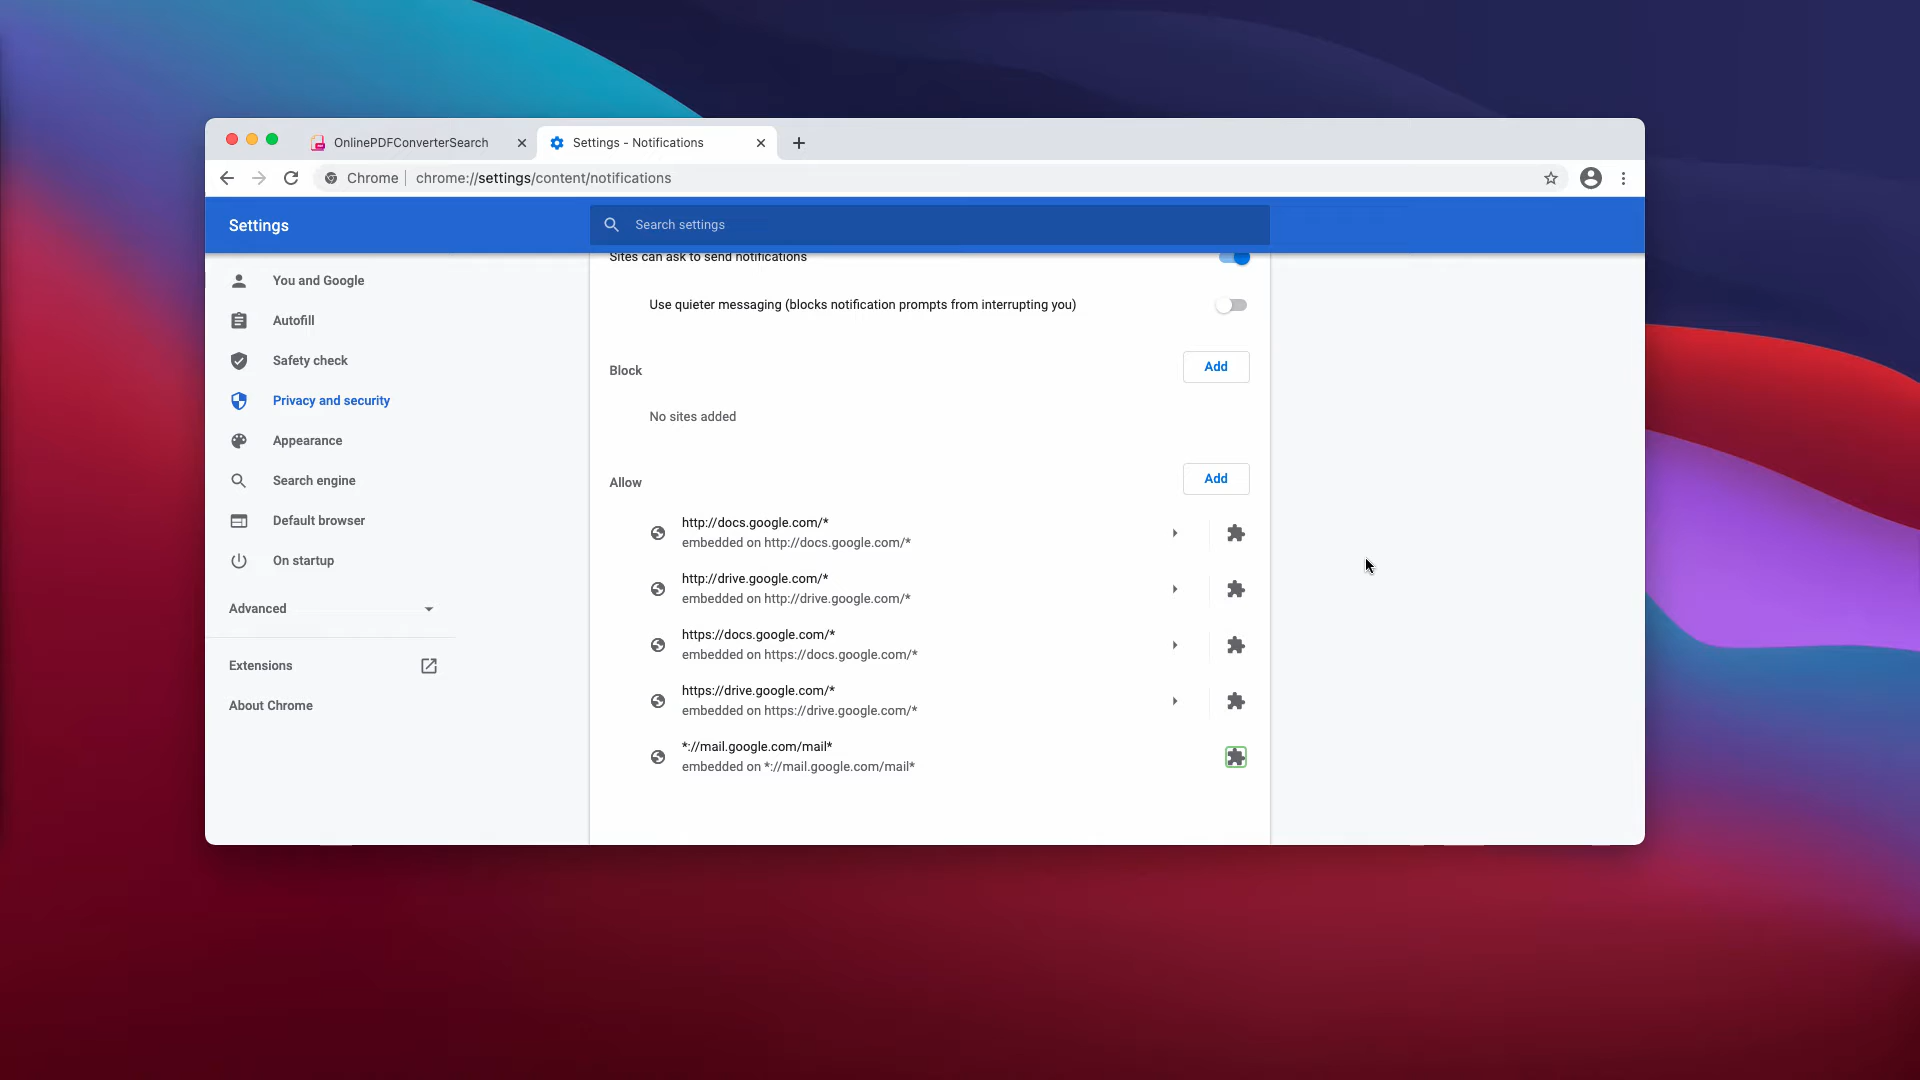 OnlinePDFConverterSearch
Settings - Notifications
Chrome
chrome://settings/content/notifications
Settings
Search settings
You and Google
Autofill
Safety check
Privacy and security
Appearance
Search engine
Default browser
On startup
Advanced
Extensions
About Chrome
Sites can ask to send notifications
Use quieter messaging (blocks notification prompts from interrupting you)
Block
Add
No sites added
Allow
Add
http://docs.google.com/*
embedded on http://docs.google.com/*
http://drive.google.com/*
embedded on http://drive.google.com/*
https://docs.google.com/*
embedded on https://docs.google.com/*
https://drive.google.com/*
embedded on https://drive.google.com/*
*://mail.google.com/mail*
embedded on *://mail.google.com/mail*